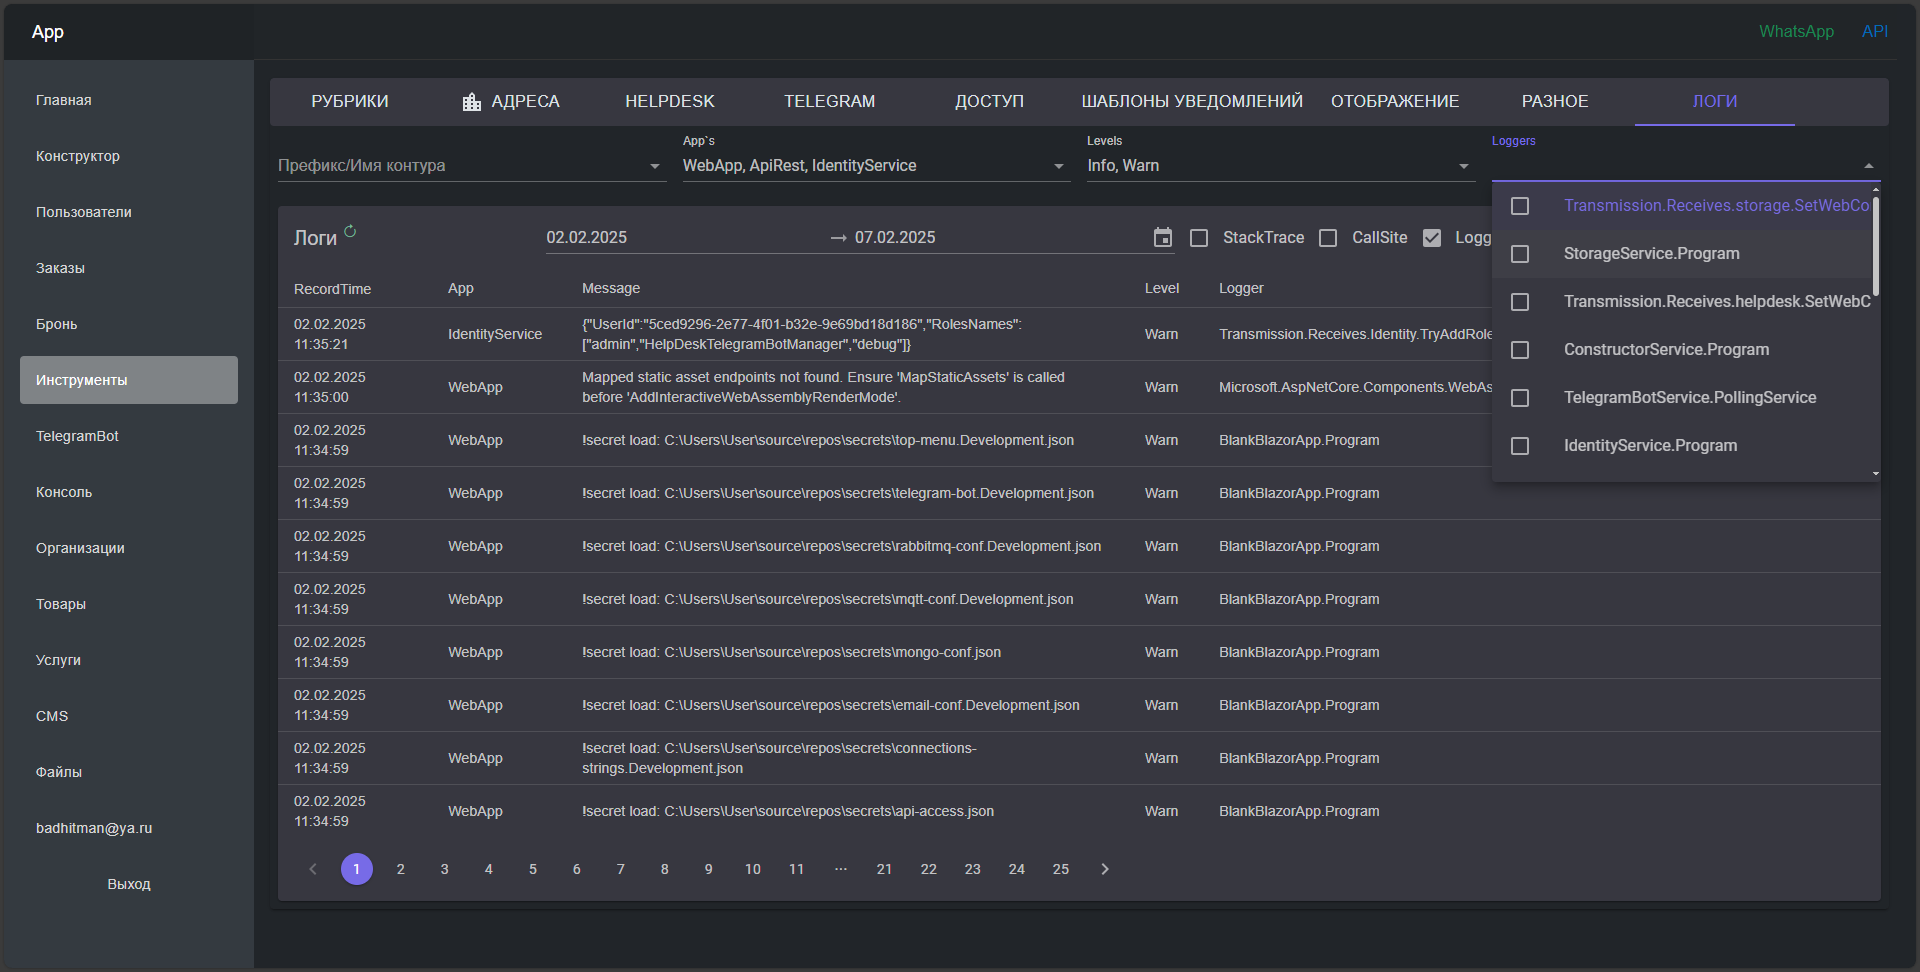 App
WhatsApp API
Главная
Конструктор
Пользователи
Заказы
Бронь
Инструменты
TelegramBot
Консоль
Организации
Товары
Услуги
CMS
Файлы
badhitman@ya.ru
Выход
РУБРИКИ АДРЕСА HELPDESK TELEGRAM ДОСТУП ШАБЛОНЫ УВЕДОМЛЕНИЙ ОТОБРАЖЕНИЕ РАЗНОЕ ЛОГИ
Префикс/Имя контура
App`s
WebApp, ApiRest, IdentityService
Levels
Info, Warn
Loggers
Transmission.Receives.storage.SetWebCo
StorageService.Program
Transmission.Receives.helpdesk.SetWebC
ConstructorService.Program
TelegramBotService.PollingService
IdentityService.Program
Логи
02.02.2025 → 07.02.2025
StackTrace CallSite Logg
RecordTime App Message Level Logger
02.02.2025
11:35:21
IdentityService
{"UserId":"5ced9296-2e77-4f01-b32e-9e69bd18d186","RolesNames":
["admin","HelpDeskTelegramBotManager","debug"]}
Warn
Transmission.Receives.Identity.TryAddRole
02.02.2025
11:35:00
WebApp
Mapped static asset endpoints not found. Ensure 'MapStaticAssets' is called
before 'AddInteractiveWebAssemblyRenderMode'.
Warn
Microsoft.AspNetCore.Components.WebAs
02.02.2025
11:34:59
WebApp
!secret load: C:\Users\User\source\repos\secrets\top-menu.Development.json
Warn
BlankBlazorApp.Program
02.02.2025
11:34:59
WebApp
!secret load: C:\Users\User\source\repos\secrets\telegram-bot.Development.json
Warn
BlankBlazorApp.Program
02.02.2025
11:34:59
WebApp
!secret load: C:\Users\User\source\repos\secrets\rabbitmq-conf.Development.json
Warn
BlankBlazorApp.Program
02.02.2025
11:34:59
WebApp
!secret load: C:\Users\User\source\repos\secrets\mqtt-conf.Development.json
Warn
BlankBlazorApp.Program
02.02.2025
11:34:59
WebApp
!secret load: C:\Users\User\source\repos\secrets\mongo-conf.json
Warn
BlankBlazorApp.Program
02.02.2025
11:34:59
WebApp
!secret load: C:\Users\User\source\repos\secrets\email-conf.Development.json
Warn
BlankBlazorApp.Program
02.02.2025
11:34:59
WebApp
!secret load: C:\Users\User\source\repos\secrets\connections-
strings.Development.json
Warn
BlankBlazorApp.Program
02.02.2025
11:34:59
WebApp
!secret load: C:\Users\User\source\repos\secrets\api-access.json
Warn
BlankBlazorApp.Program
1 2 3 4 5 6 7 8 9 10 11 ... 21 22 23 24 25